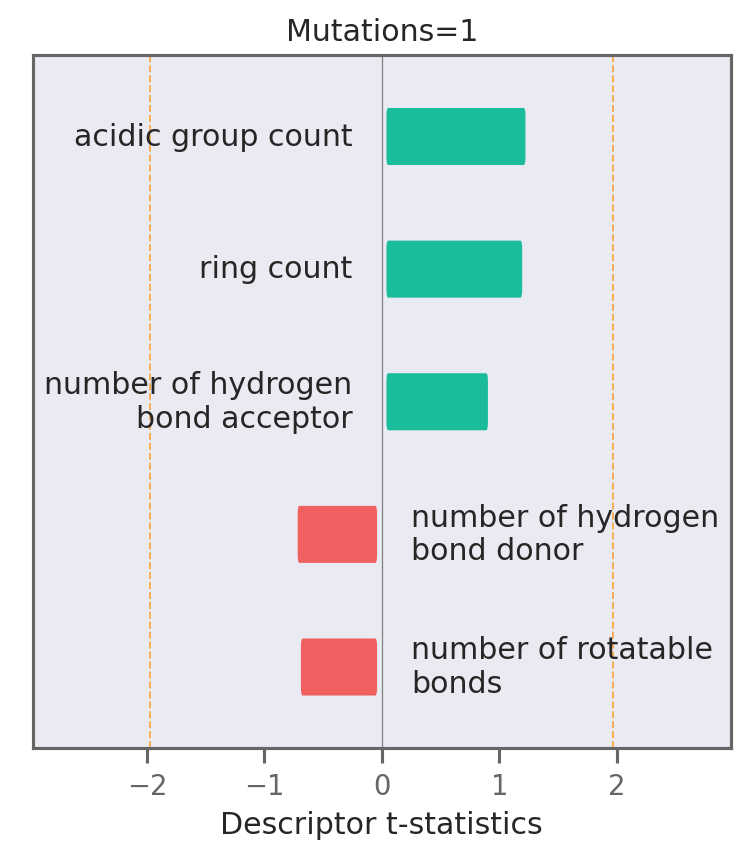 Mutations=1
acidic group count
ring count
number of hydrogen
bond acceptor
number of hydrogen
bond donor
number of rotatable
bonds
−2 −1 0 1 2
Descriptor t-statistics